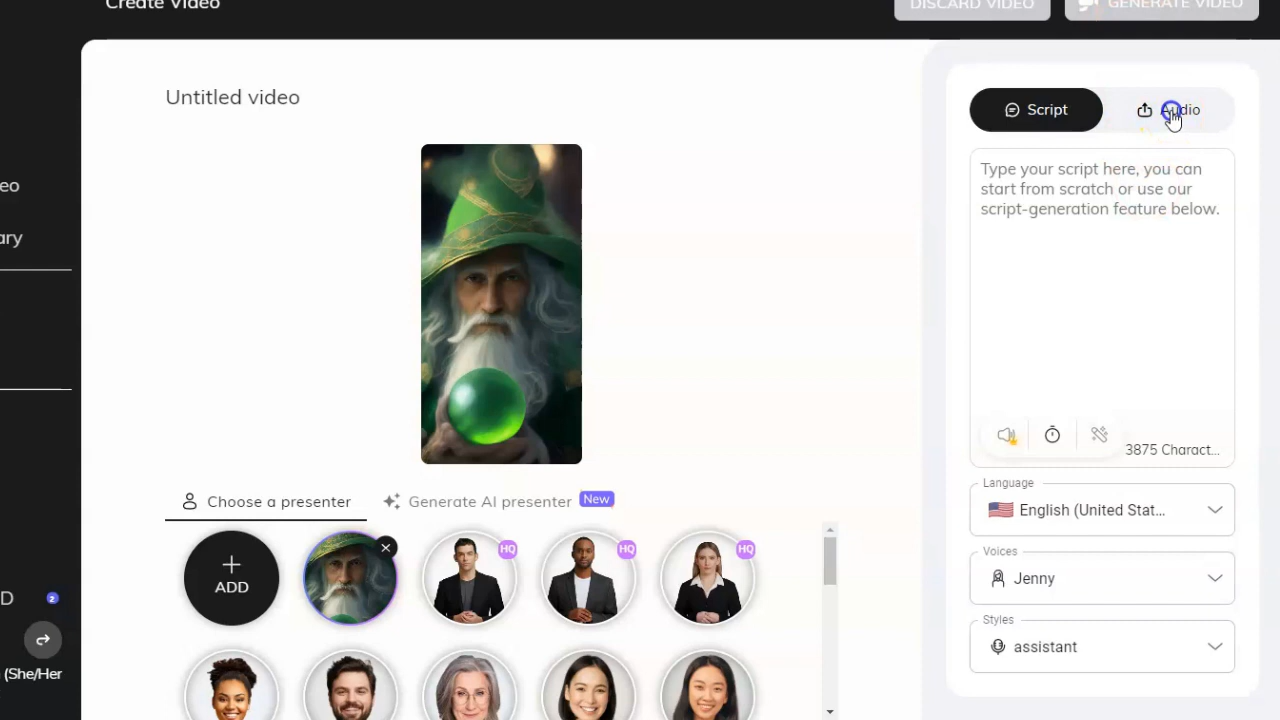 Create Video
DISCARD VIDEO
GENERATE VIDEO
Untitled video
Script
Audio
Type your script here, you can
start from scratch or use our
script-generation feature below.
3875 Charact...
Language
English (United Stat...
Voices
Jenny
Styles
assistant
Choose a presenter
Generate AI presenter
New
ADD
HQ
HQ
HQ
eo
ary
D
2
(She/Her